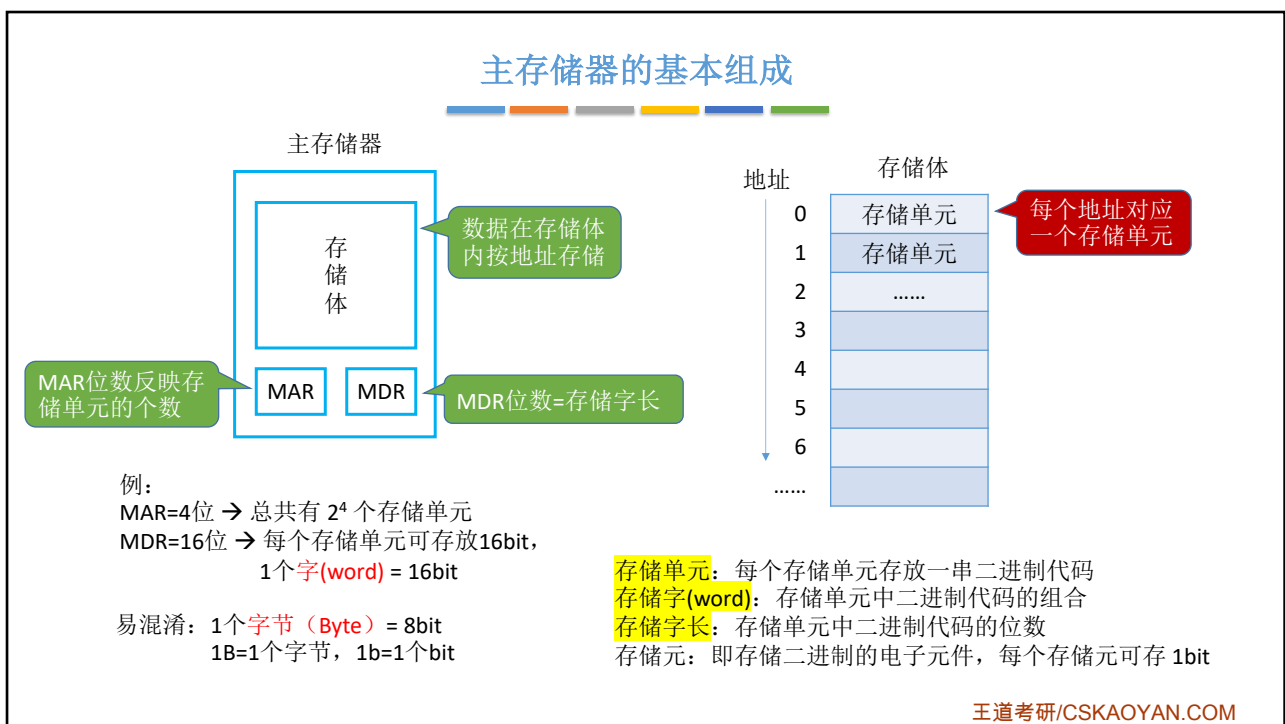 主存储器的基本组成
主存储器
存
储
体
数据在存储体
内按地址存储
MAR
MDR
MAR位数反映存
储单元的个数
MDR位数=存储字长
地址
存储体
0
存储单元
1
存储单元
2
……
3
4
5
6
……
每个地址对应
一个存储单元
例：
MAR=4位 → 总共有 2⁴ 个存储单元
MDR=16位 → 每个存储单元可存放16bit，
1个字(word) = 16bit
易混淆：1个字节（Byte）= 8bit
1B=1个字节，1b=1个bit
存储单元：每个存储单元存放一串二进制代码
存储字(word)：存储单元中二进制代码的组合
存储字长：存储单元中二进制代码的位数
存储元：即存储二进制的电子元件，每个存储元可存 1bit
王道考研/CSKAOYAN.COM